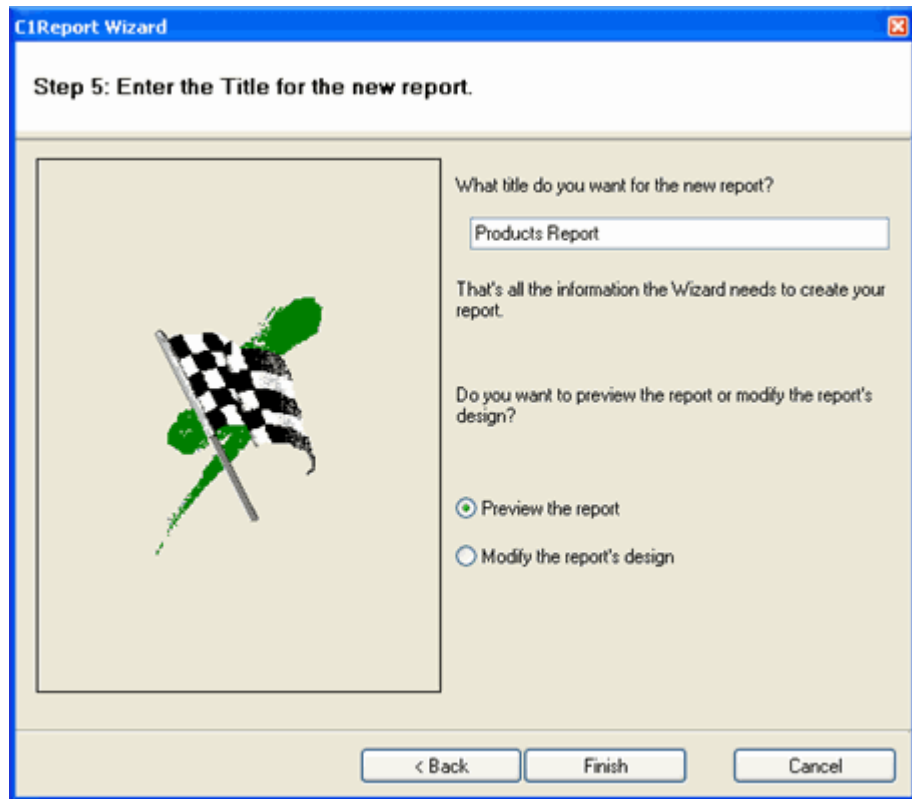 C1Report Wizard
Step 5: Enter the Title for the new report.
What title do you want for the new report?
Products Report
That's all the information the Wizard needs to create your
report.
Do you want to preview the report or modify the report's
design?
Preview the report
Modify the report's design
< Back
Finish
Cancel